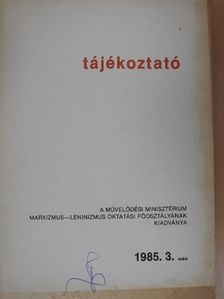 tájékoztató
A MŰVELŐDÉSI MINISZTÉRIUM
MARXIZMUS—LENINIZMUS OKTATÁSI FŐOSZTÁLYÁNAK
KIADVÁNYA
1985. 3. szám